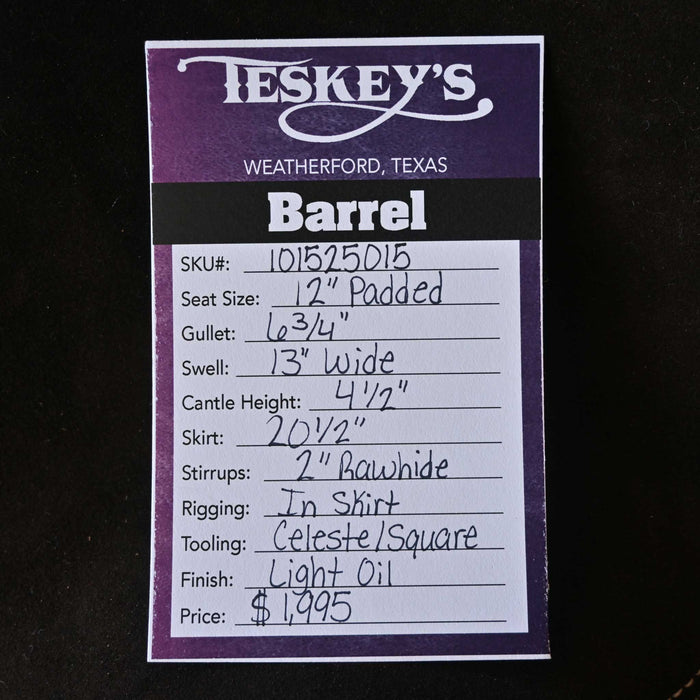 TESKEY'S
WEATHERFORD, TEXAS
Barrel
SKU#: 101525015
Seat Size: 12" Padded
Gullet: 6 3/4"
Swell: 13" Wide
Cantle Height: 4 1/2"
Skirt: 20 1/2"
Stirrups: 2" Rawhide
Rigging: In Skirt
Tooling: Celeste/Square
Finish: Light Oil
Price: $1,995